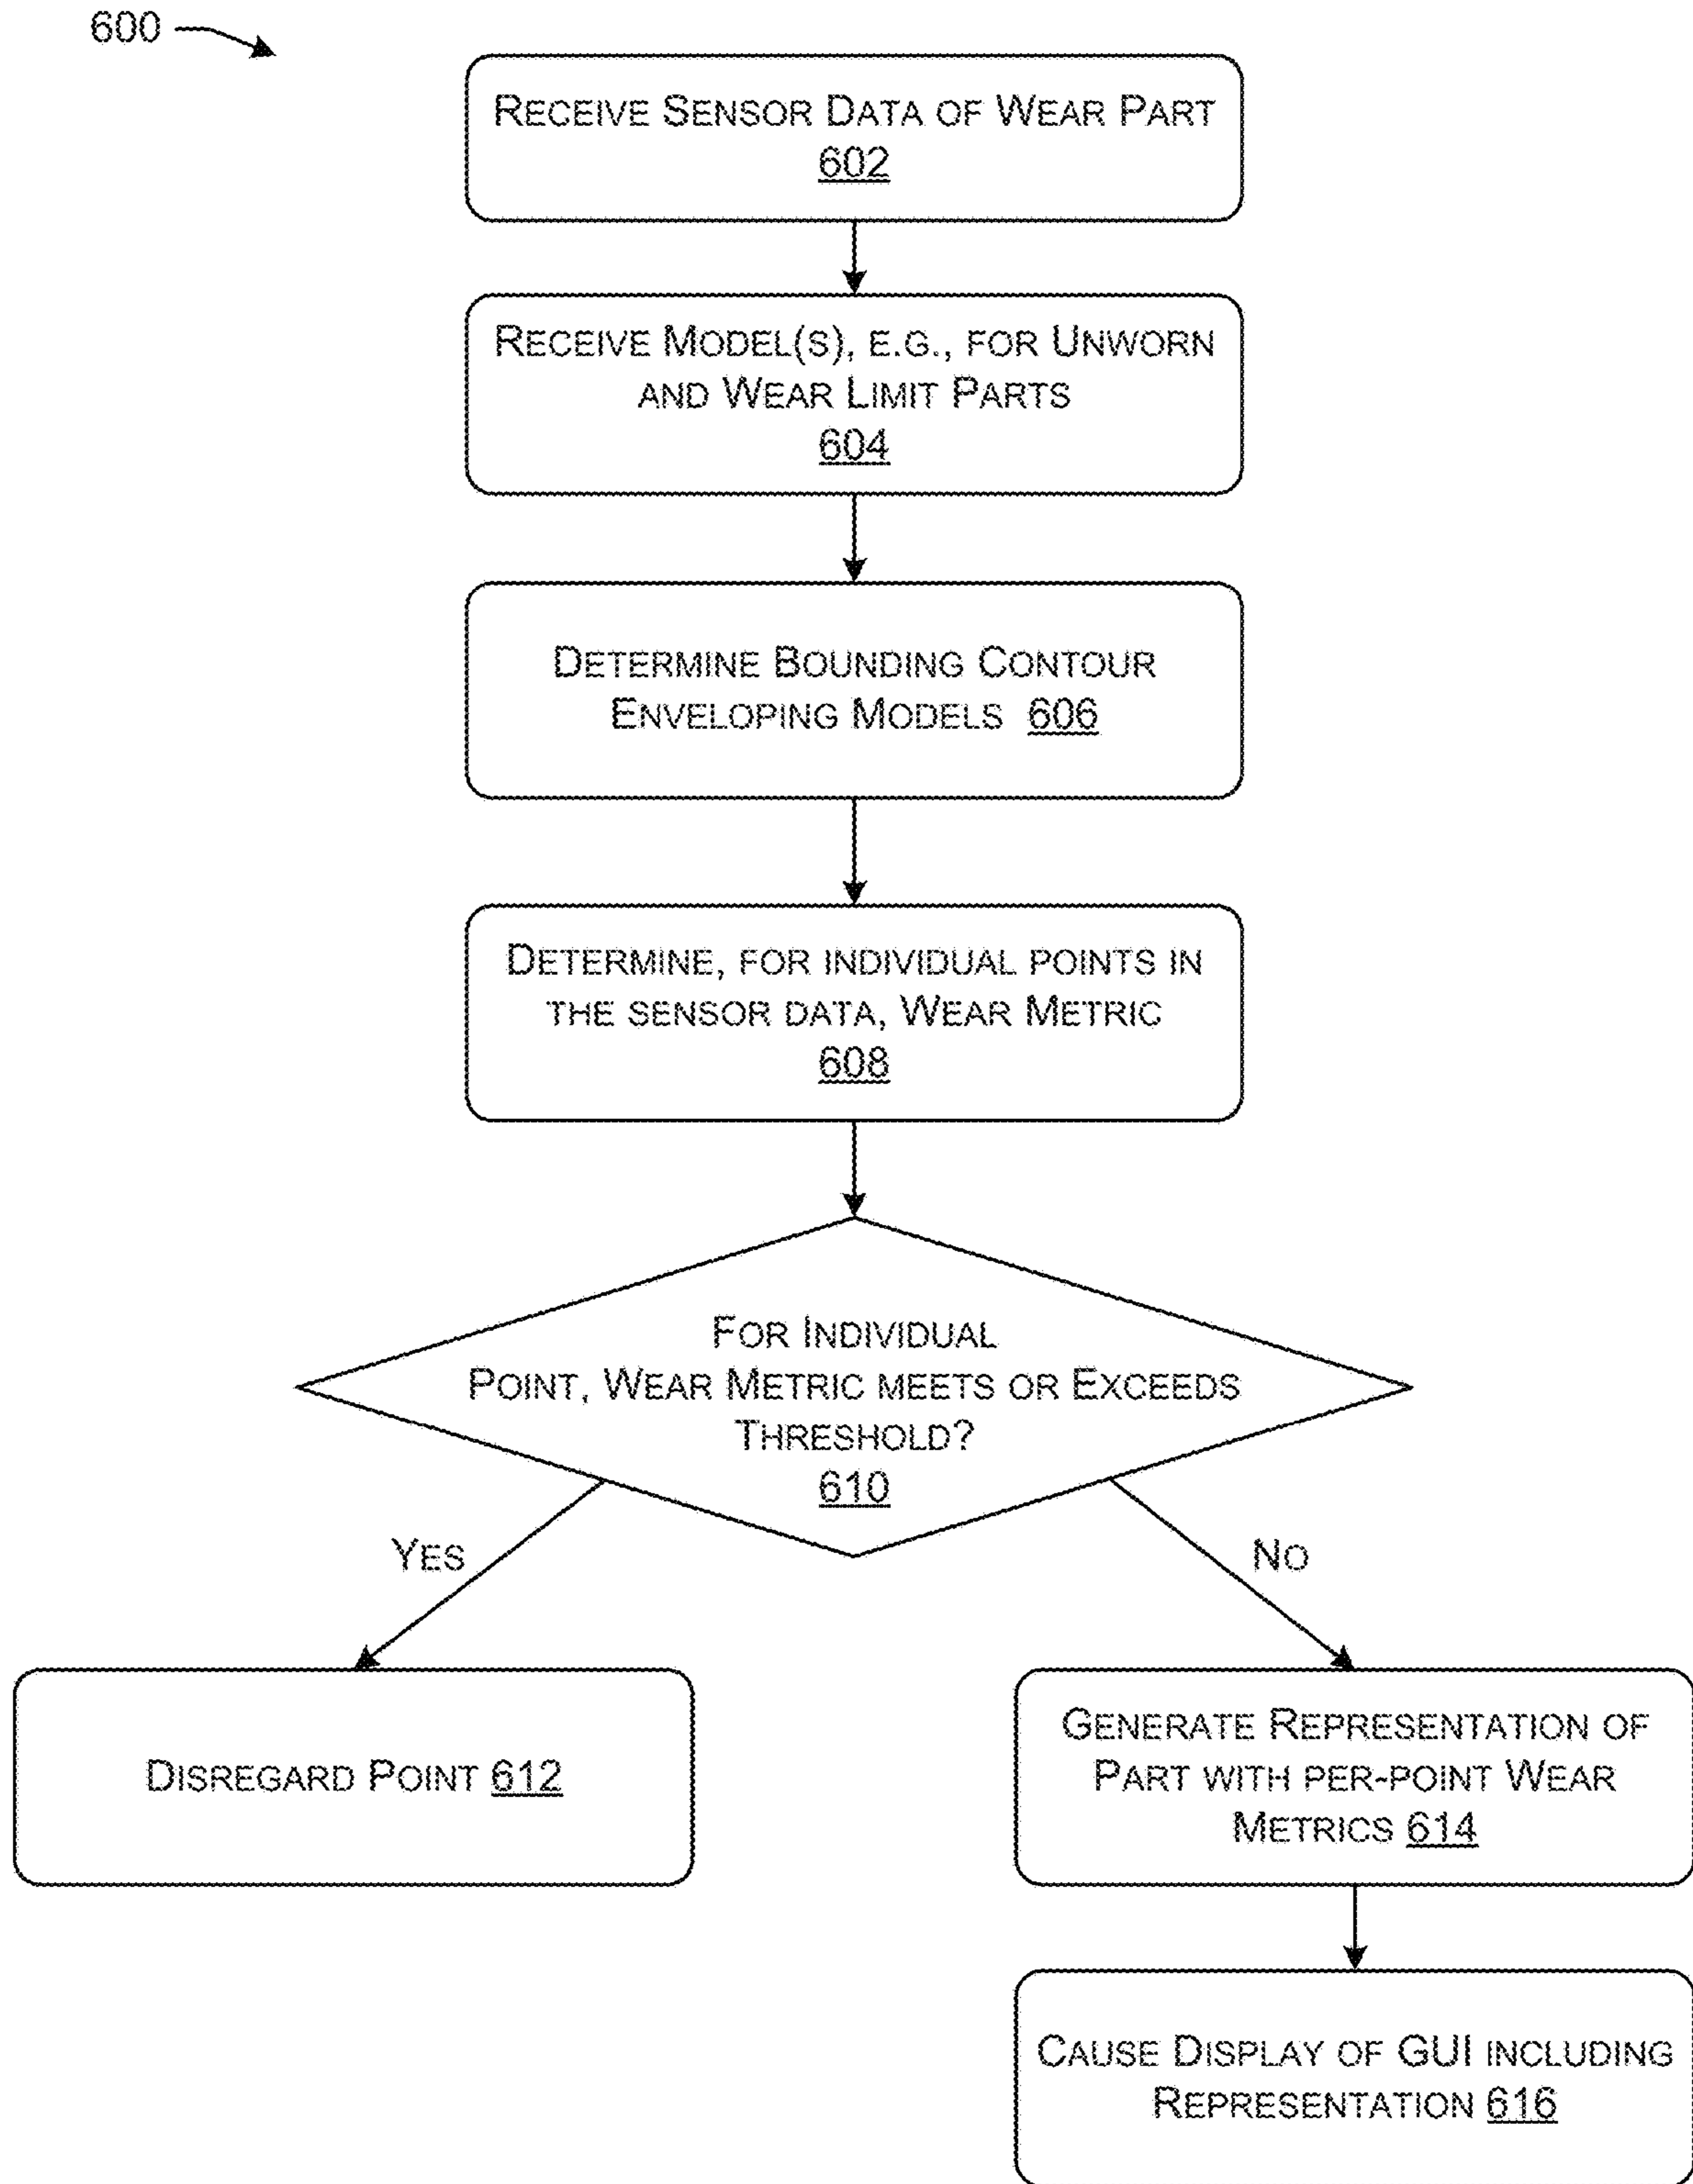 600
RECEIVE SENSOR DATA OF WEAR PART
602
RECEIVE MODEL(S), E.G., FOR UNWORN
AND WEAR LIMIT PARTS
604
DETERMINE BOUNDING CONTOUR
ENVELOPING MODELS 606
DETERMINE, FOR INDIVIDUAL POINTS IN
THE SENSOR DATA, WEAR METRIC
608
FOR INDIVIDUAL
POINT, WEAR METRIC MEETS OR EXCEEDS
THRESHOLD?
610
YES
NO
DISREGARD POINT 612
GENERATE REPRESENTATION OF
PART WITH PER-POINT WEAR
METRICS 614
CAUSE DISPLAY OF GUI INCLUDING
REPRESENTATION 616